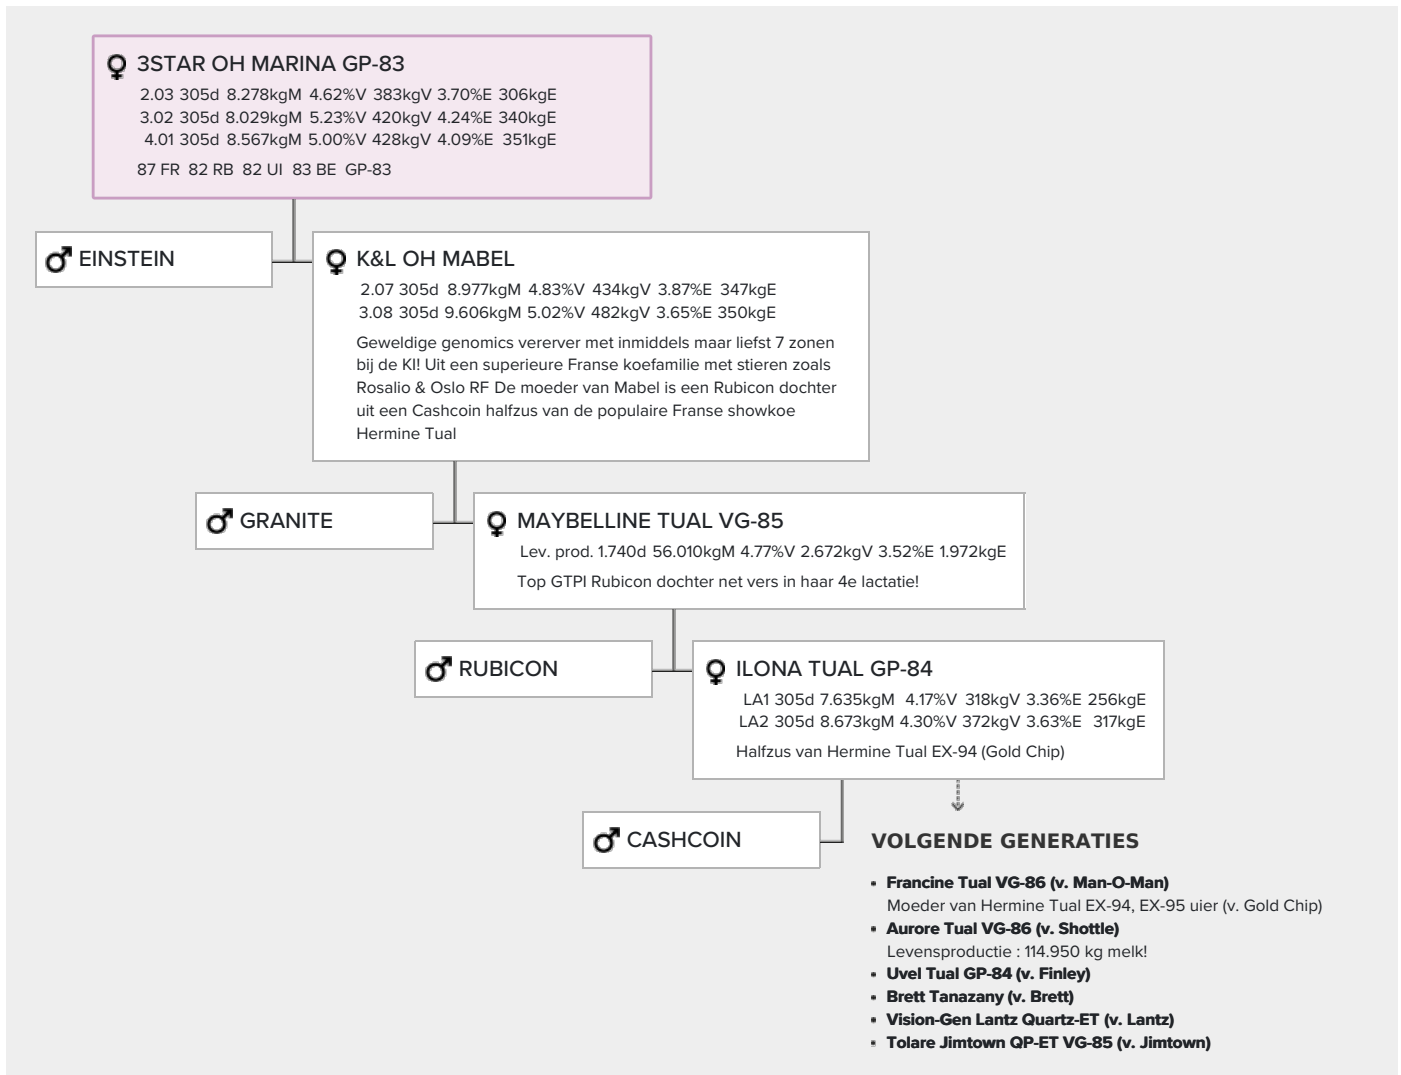 3STAR OH MARINA GP-83
2.03 305d 8.278kgM 4.62%V 383kgV 3.70%E 306kgE
3.02 305d 8.029kgM 5.23%V 420kgV 4.24%E 340kgE
4.01 305d 8.567kgM 5.00%V 428kgV 4.09%E 351kgE
87 FR 82 RB 82 UI 83 BE GP-83
EINSTEIN
K&L OH MABEL
2.07 305d 8.977kgM 4.83%V 434kgV 3.87%E 347kgE
3.08 305d 9.606kgM 5.02%V 482kgV 3.65%E 350kgE
Geweldige genomics vererver met inmiddels maar liefst 7 zonen
bij de KI! Uit een superieure Franse koefamilie met stieren zoals
Rosalio & Oslo RF De moeder van Mabel is een Rubicon dochter
uit een Cashcoin halfzus van de populaire Franse showkoe
Hermine Tual
GRANITE
MAYBELLINE TUAL VG-85
Lev. prod. 1.740d 56.010kgM 4.77%V 2.672kgV 3.52%E 1.972kgE
Top GTPI Rubicon dochter net vers in haar 4e lactatie!
RUBICON
ILONA TUAL GP-84
LA1 305d 7.635kgM 4.17%V 318kgV 3.36%E 256kgE
LA2 305d 8.673kgM 4.30%V 372kgV 3.63%E 317kgE
Halfzus van Hermine Tual EX-94 (Gold Chip)
CASHCOIN
VOLGENDE GENERATIES
Francine Tual VG-86 (v. Man-O-Man)
Moeder van Hermine Tual EX-94, EX-95 uier (v. Gold Chip)
Aurore Tual VG-86 (v. Shottle)
Levensproductie : 114.950 kg melk!
Uvel Tual GP-84 (v. Finley)
Brett Tanazany (v. Brett)
Vision-Gen Lantz Quartz-ET (v. Lantz)
Tolare Jimtown QP-ET VG-85 (v. Jimtown)